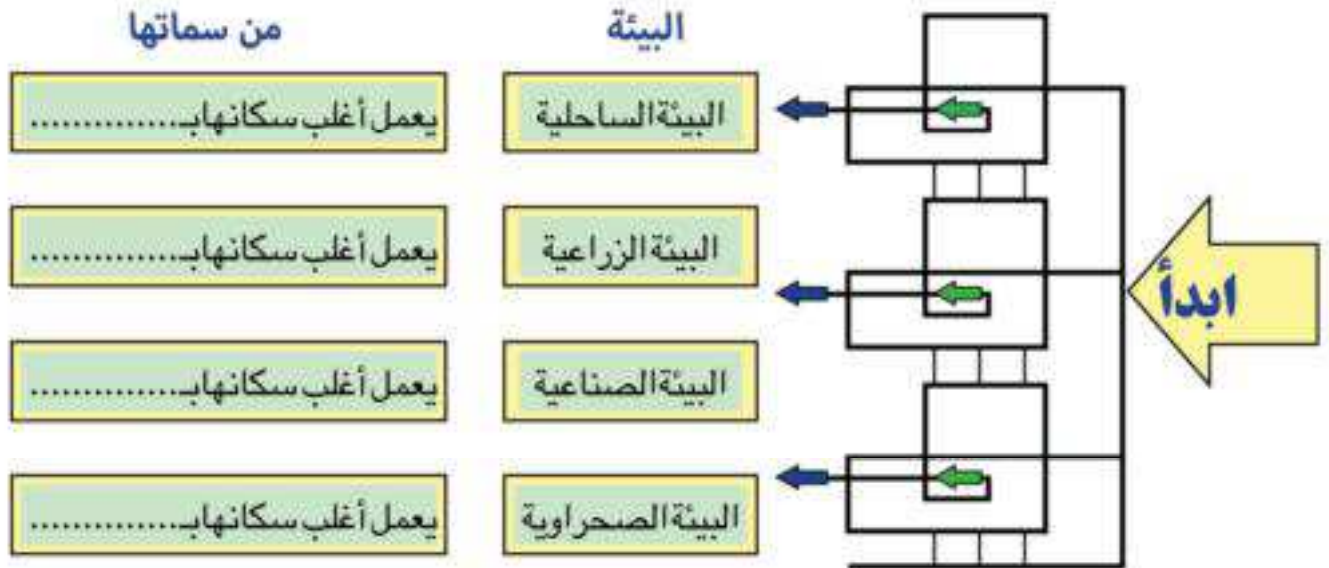 البيئة من سماتها
البيئة الساحلية يعمل أغلب سكانها بـ..............
البيئة الزراعية يعمل أغلب سكانها بـ..............
ابدأ
البيئة الصناعية يعمل أغلب سكانها بـ..............
البيئة الصحراوية يعمل أغلب سكانها بـ..............